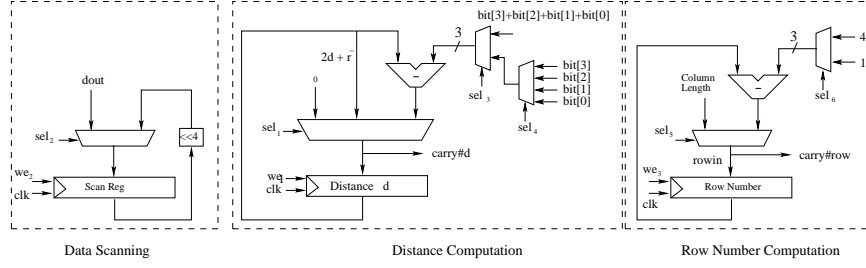 dout
sel2
<<4
we2
clk
Scan Reg
Data Scanning
bit[3]+bit[2]+bit[1]+bit[0]
3
2d + r
0
-
bit[3]
bit[2]
bit[1]
bit[0]
sel3
sel4
sel1
carry#d
we1
clk
Distance d
Distance Computation
3
4
1
Column
Length
-
sel6
sel5
rowin
carry#row
we3
clk
Row Number
Row Number Computation